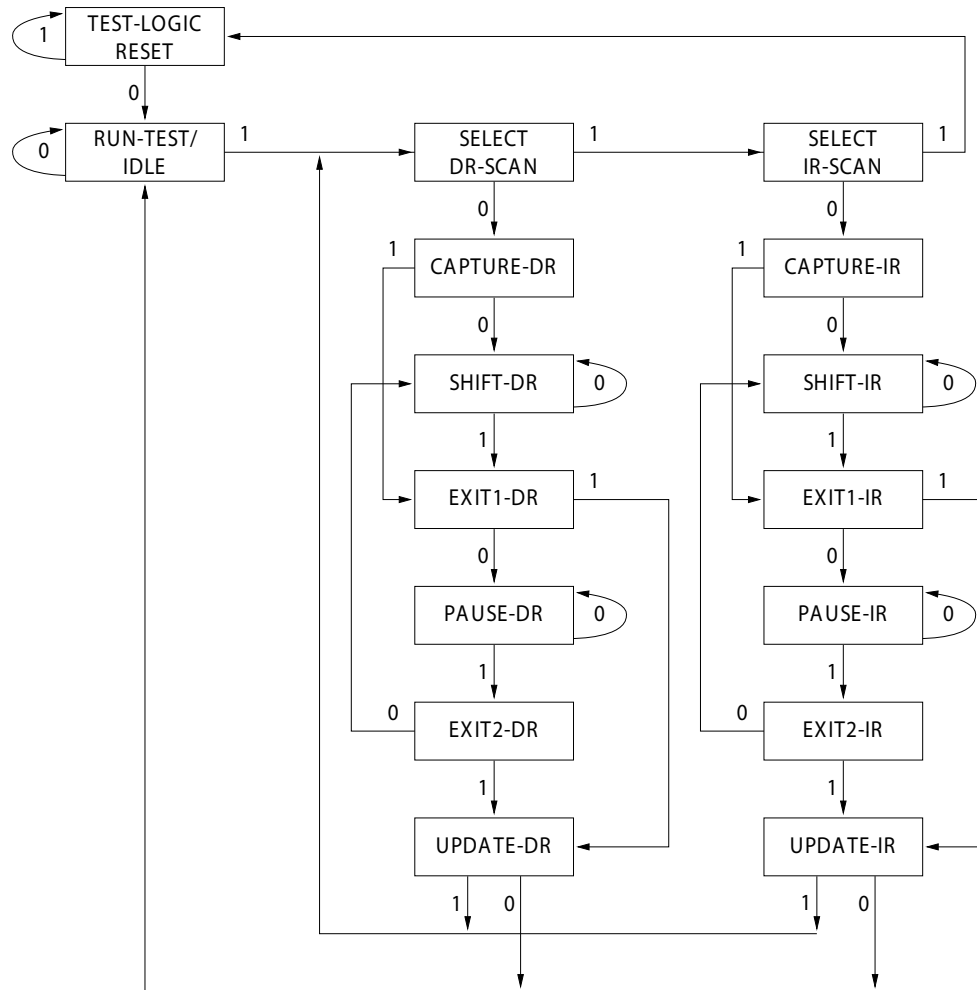 TEST-LOGIC
RESET
1
0
RUN-TEST/
IDLE
0
1
SELECT
DR-SCAN
1
SELECT
IR-SCAN
1
0
0
1
CAPTURE-DR
1
CAPTURE-IR
0
0
SHIFT-DR
0
SHIFT-IR
0
1
1
EXIT1-DR
1
EXIT1-IR
1
0
0
PAUSE-DR
0
PAUSE-IR
0
1
1
0
EXIT2-DR
0
EXIT2-IR
1
1
UPDATE-DR
UPDATE-IR
1
0
1
0